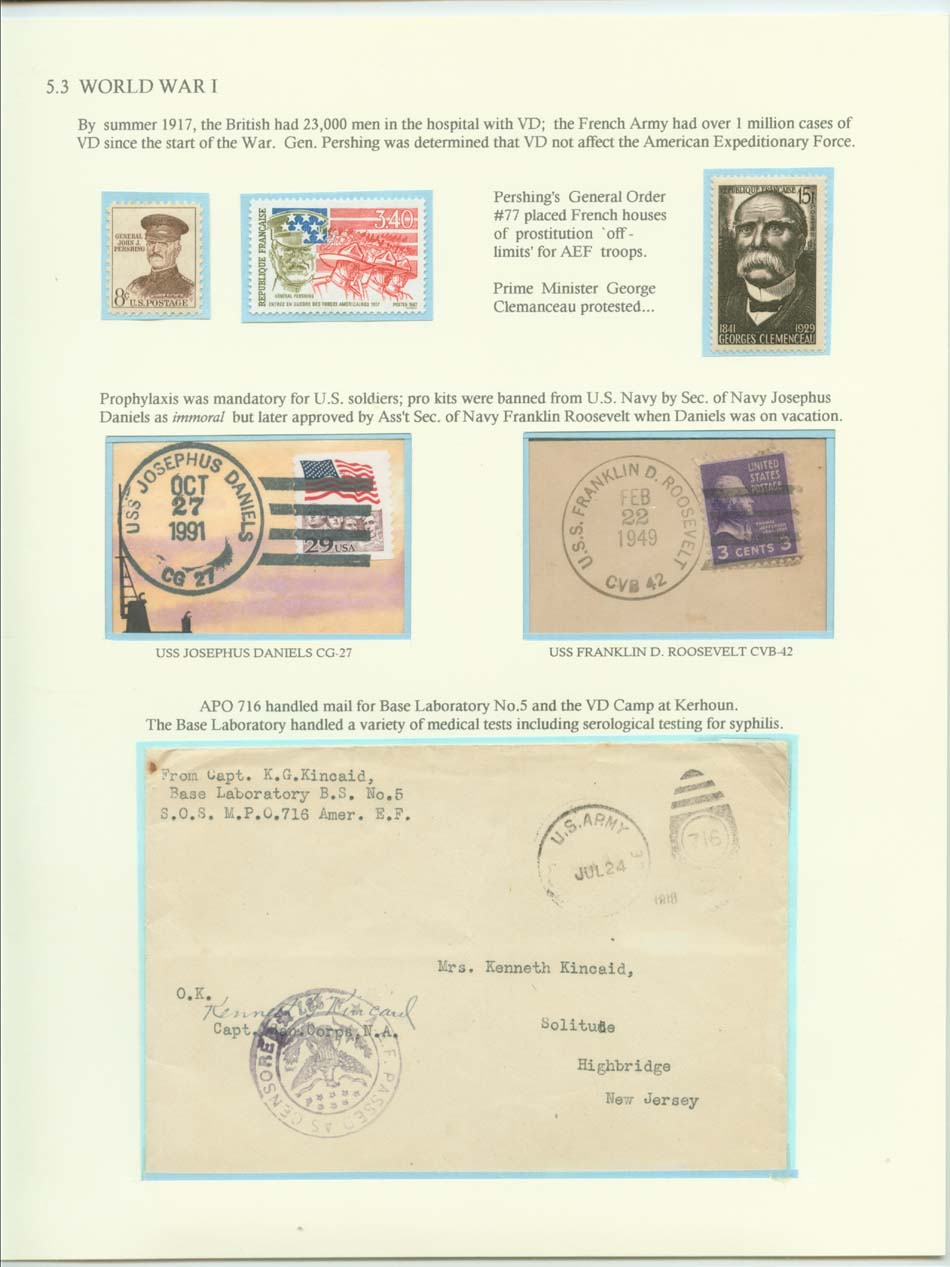 5.3 WORLD WAR I
By summer 1917, the British had 23,000 men in the hospital with VD; the French Army had over 1 million cases of
VD since the start of the War. Gen. Pershing was determined that VD not affect the American Expeditionary Force.
GENERAL
JOHN J.
PERSHING
8c
U.S. POSTAGE
REPUBLIQUE FRANÇAISE
3,40
GÉNÉRAL PERSHING
ENTRÉE EN GUERRE DES FORCES AMERICAINES 1917
POSTES 1987
Pershing's General Order
#77 placed French houses
of prostitution `off -
limits' for AEF troops.
Prime Minister George
Clemanceau protested...
REPUBLIQUE FRANÇAISE
15f
1841 1929
GEORGES CLEMENCEAU
Prophylaxis was mandatory for U.S. soldiers; pro kits were banned from U.S. Navy by Sec. of Navy Josephus
Daniels as immoral but later approved by Ass't Sec. of Navy Franklin Roosevelt when Daniels was on vacation.
USS JOSEPHUS DANIELS
OCT
27
1991
CG 27
29 USA
U.S.S. FRANKLIN D. ROOSEVELT
FEB
22
1949
CVB 42
UNITED
STATES
POSTAGE
THOMAS
JEFFERSON
3 CENTS 3
USS JOSEPHUS DANIELS CG-27
USS FRANKLIN D. ROOSEVELT CVB-42
APO 716 handled mail for Base Laboratory No.5 and the VD Camp at Kerhoun.
The Base Laboratory handled a variety of medical tests including serological testing for syphilis.
From Capt. K.G.Kincaid,
Base Laboratory B.S. No.5
S.O.S. M.P.O.716 Amer. E.F.
U.S. ARMY
JUL 24
1918
716
Mrs. Kenneth Kincaid,
Solitude
Highbridge
New Jersey
O.K.
Kenneth Kincaid
Capt. San.Corps, N.A.
A.E.F. PASSED AS CENSORED